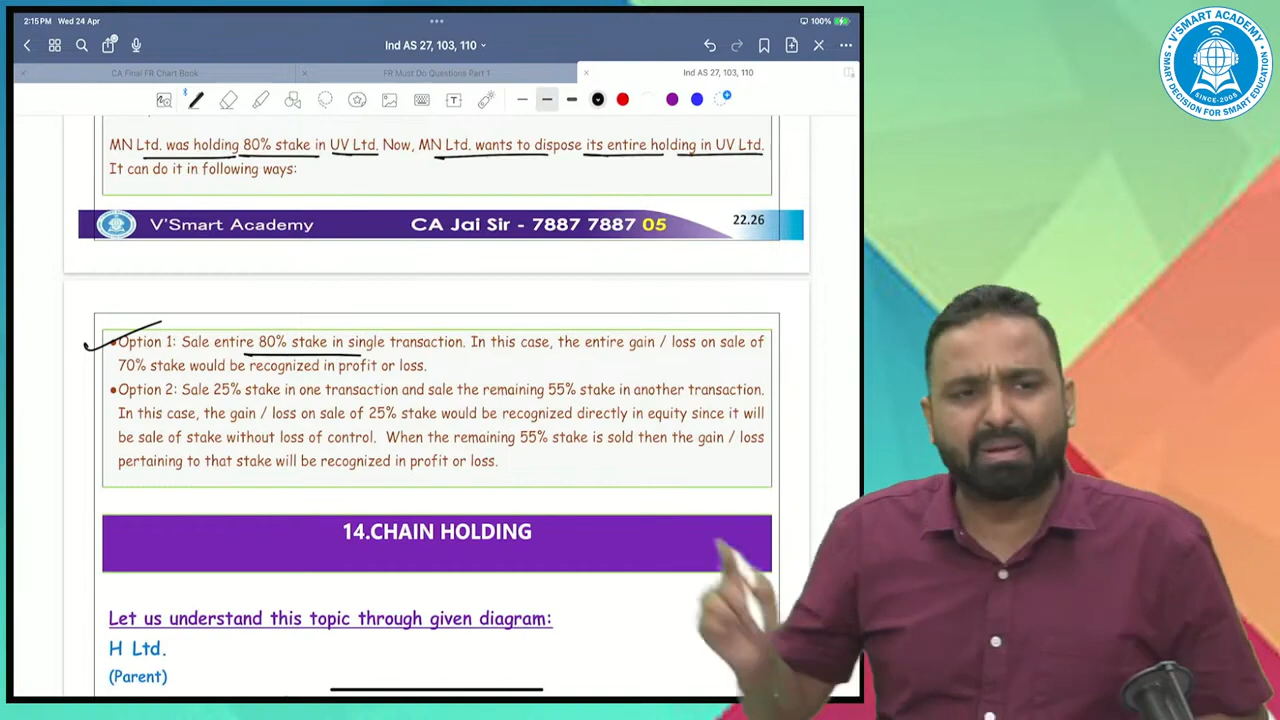 2:15 PM Wed 24 Apr
100%
Ind AS 27, 103, 110
CA Final FR Chart Book
FR Must Do Questions Part 1
Ind AS 27, 103, 110
MN Ltd. was holding 80% stake in UV Ltd. Now, MN Ltd. wants to dispose its entire holding in UV Ltd.
It can do it in following ways:
V'Smart Academy CA Jai Sir - 7887 7887 05 22.26
•Option 1: Sale entire 80% stake in single transaction. In this case, the entire gain / loss on sale of
70% stake would be recognized in profit or loss.
•Option 2: Sale 25% stake in one transaction and sale the remaining 55% stake in another transaction.
In this case, the gain / loss on sale of 25% stake would be recognized directly in equity since it will
be sale of stake without loss of control. When the remaining 55% stake is sold then the gain / loss
pertaining to that stake will be recognized in profit or loss.
14.CHAIN HOLDING
Let us understand this topic through given diagram:
H Ltd.
(Parent)
V'SMART ACADEMY
SINCE-2005
SMART DECISION FOR SMART EDUCATION